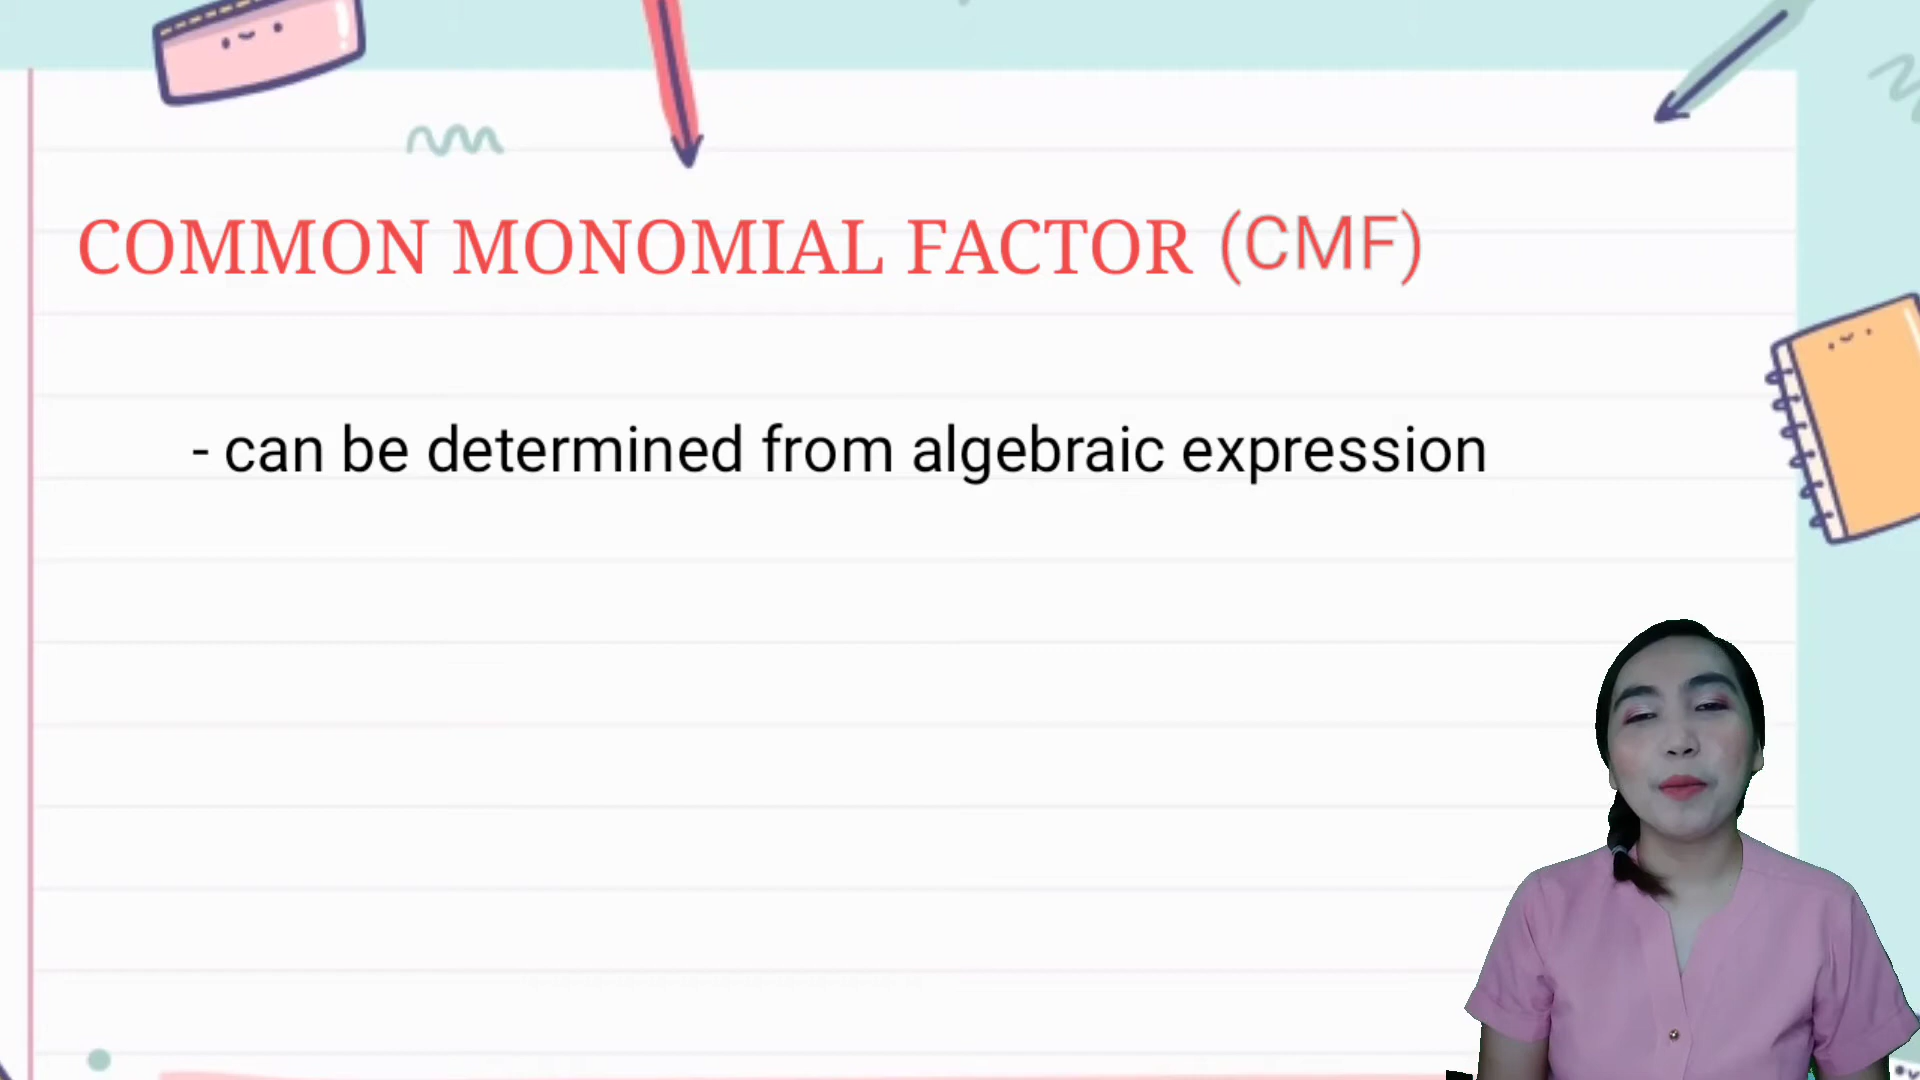 COMMON MONOMIAL FACTOR (CMF)
- can be determined from algebraic expression